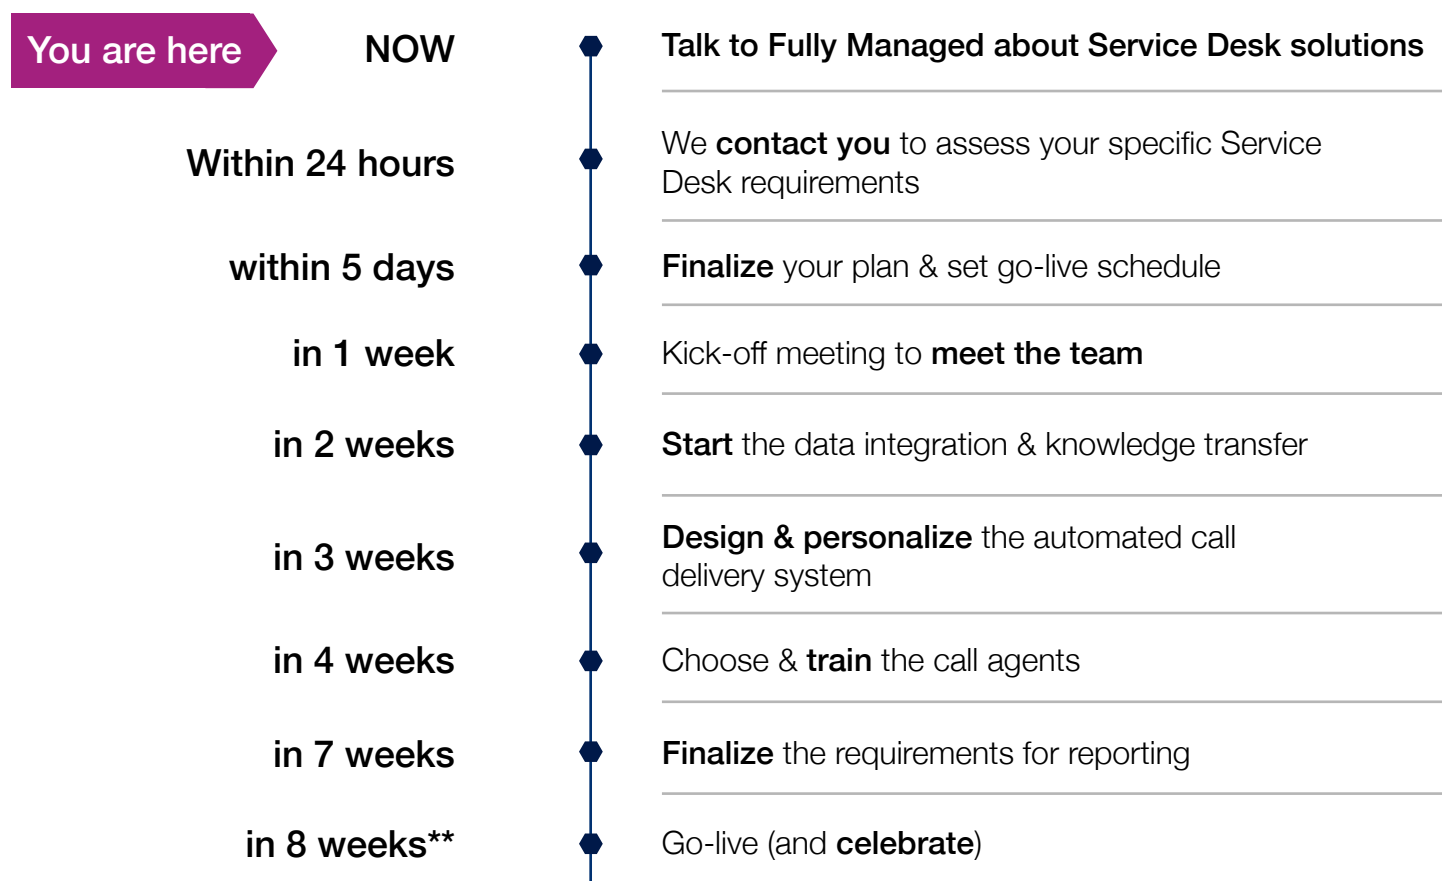 You are here
NOW
Talk to Fully Managed about Service Desk solutions
Within 24 hours
We contact you to assess your specific Service
Desk requirements
within 5 days
Finalize your plan & set go-live schedule
in 1 week
Kick-off meeting to meet the team
in 2 weeks
Start the data integration & knowledge transfer
in 3 weeks
Design & personalize the automated call
delivery system
in 4 weeks
Choose & train the call agents
in 7 weeks
Finalize the requirements for reporting
in 8 weeks**
Go-live (and celebrate)